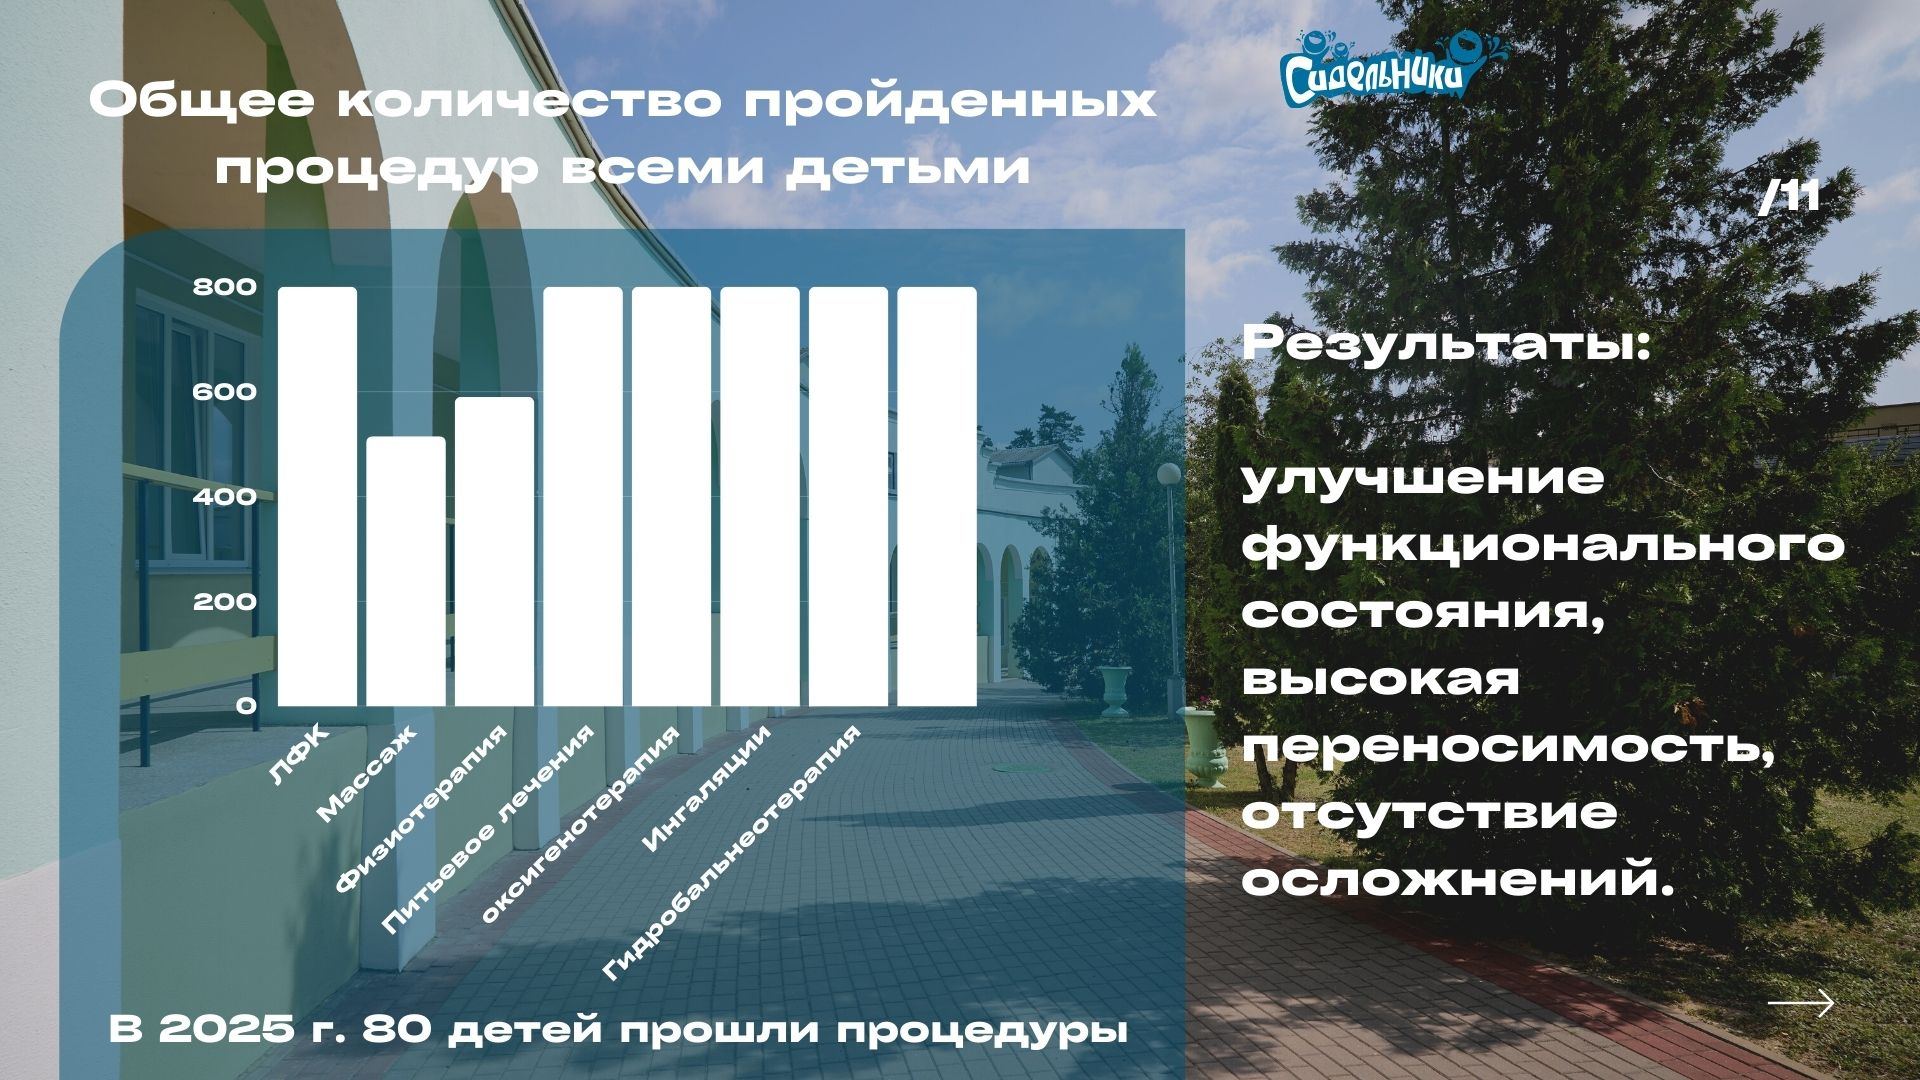 Сидельники
Общее количество пройденных
процедур всеми детьми
/11
800
600
400
200
0
ЛФК
Массаж
Физиотерапия
Питьевое лечения
оксигенотерапия
Ингаляции
Гидробальнеотерапия
В 2025 г. 80 детей прошли процедуры
Результаты:
улучшение
функционального
состояния,
высокая
переносимость,
отсутствие
осложнений.